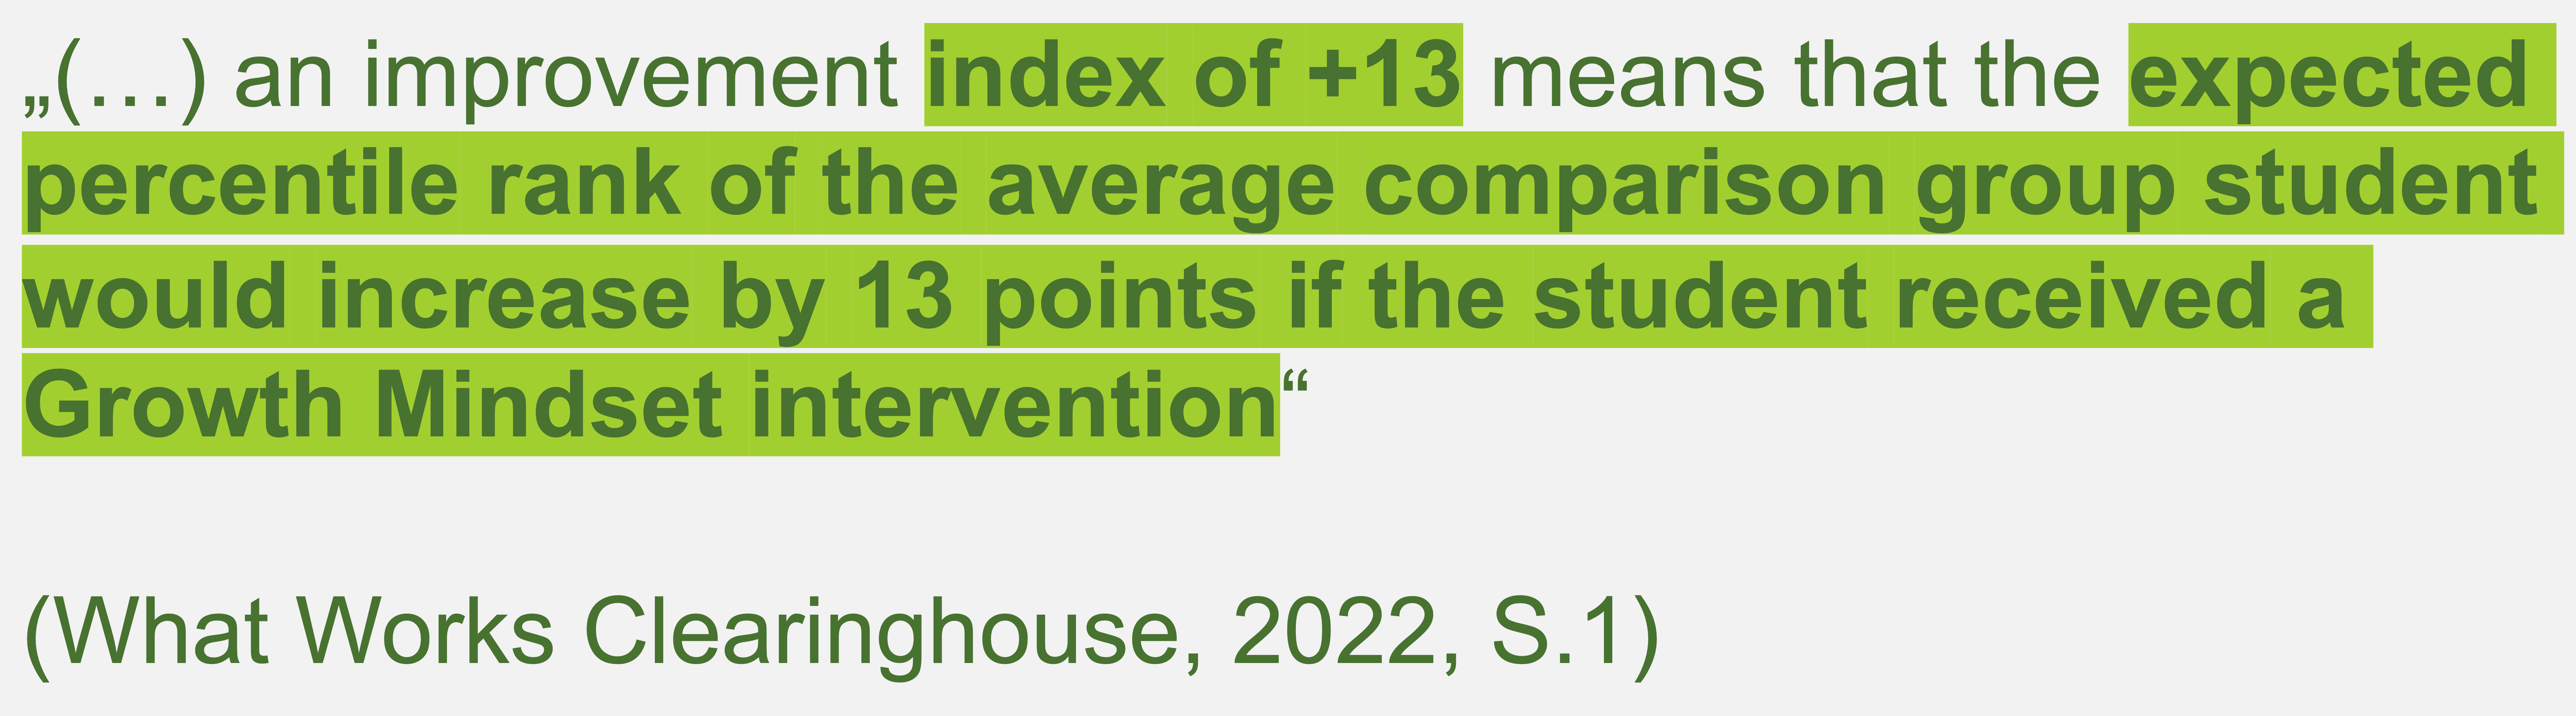 „(…) an improvement index of +13 means that the expected
percentile rank of the average comparison group student
would increase by 13 points if the student received a
Growth Mindset intervention“
(What Works Clearinghouse, 2022, S.1)